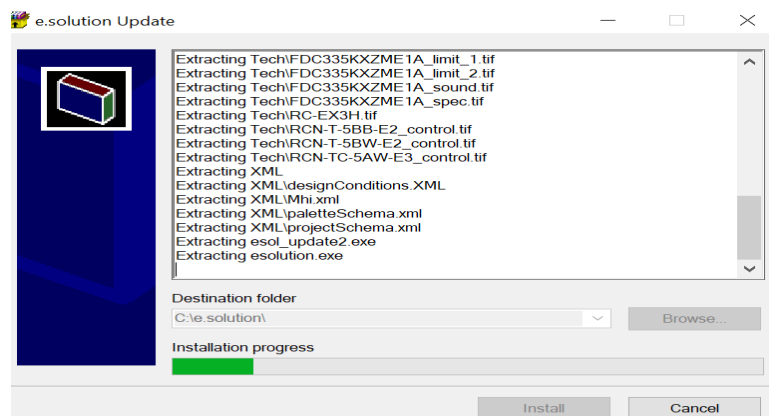 e.solution Update
Extracting Tech\FDC335KXZME1A_limit_1.tif
Extracting Tech\FDC335KXZME1A_limit_2.tif
Extracting Tech\FDC335KXZME1A_sound.tif
Extracting Tech\FDC335KXZME1A_spec.tif
Extracting Tech\RC-EX3H.tif
Extracting Tech\RCN-T-5BB-E2_control.tif
Extracting Tech\RCN-T-5BW-E2_control.tif
Extracting Tech\RCN-TC-5AW-E3_control.tif
Extracting XML
Extracting XML\designConditions.XML
Extracting XML\Mhi.xml
Extracting XML\paletteSchema.xml
Extracting XML\projectSchema.xml
Extracting esol_update2.exe
Extracting esolution.exe
Destination folder
C:\e.solution\
Browse...
Installation progress
Install
Cancel